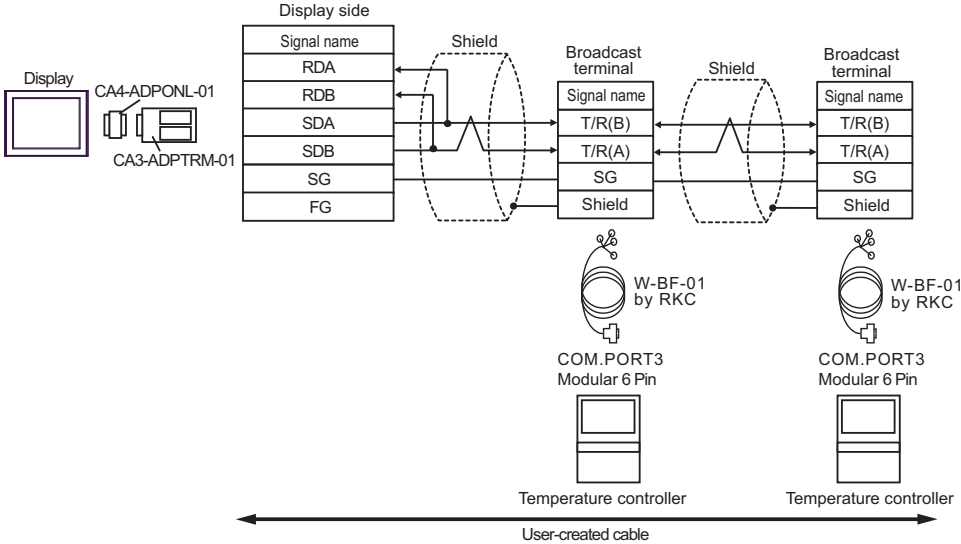 Display side
Signal name
RDA
RDB
SDA
SDB
SG
FG
Display
CA4-ADPONL-01
CA3-ADPTRM-01
Shield
Broadcast
terminal
Signal name
T/R(B)
T/R(A)
SG
Shield
Shield
Broadcast
terminal
Signal name
T/R(B)
T/R(A)
SG
Shield
W-BF-01
by RKC
COM.PORT3
Modular 6 Pin
Temperature controller
W-BF-01
by RKC
COM.PORT3
Modular 6 Pin
Temperature controller
User-created cable